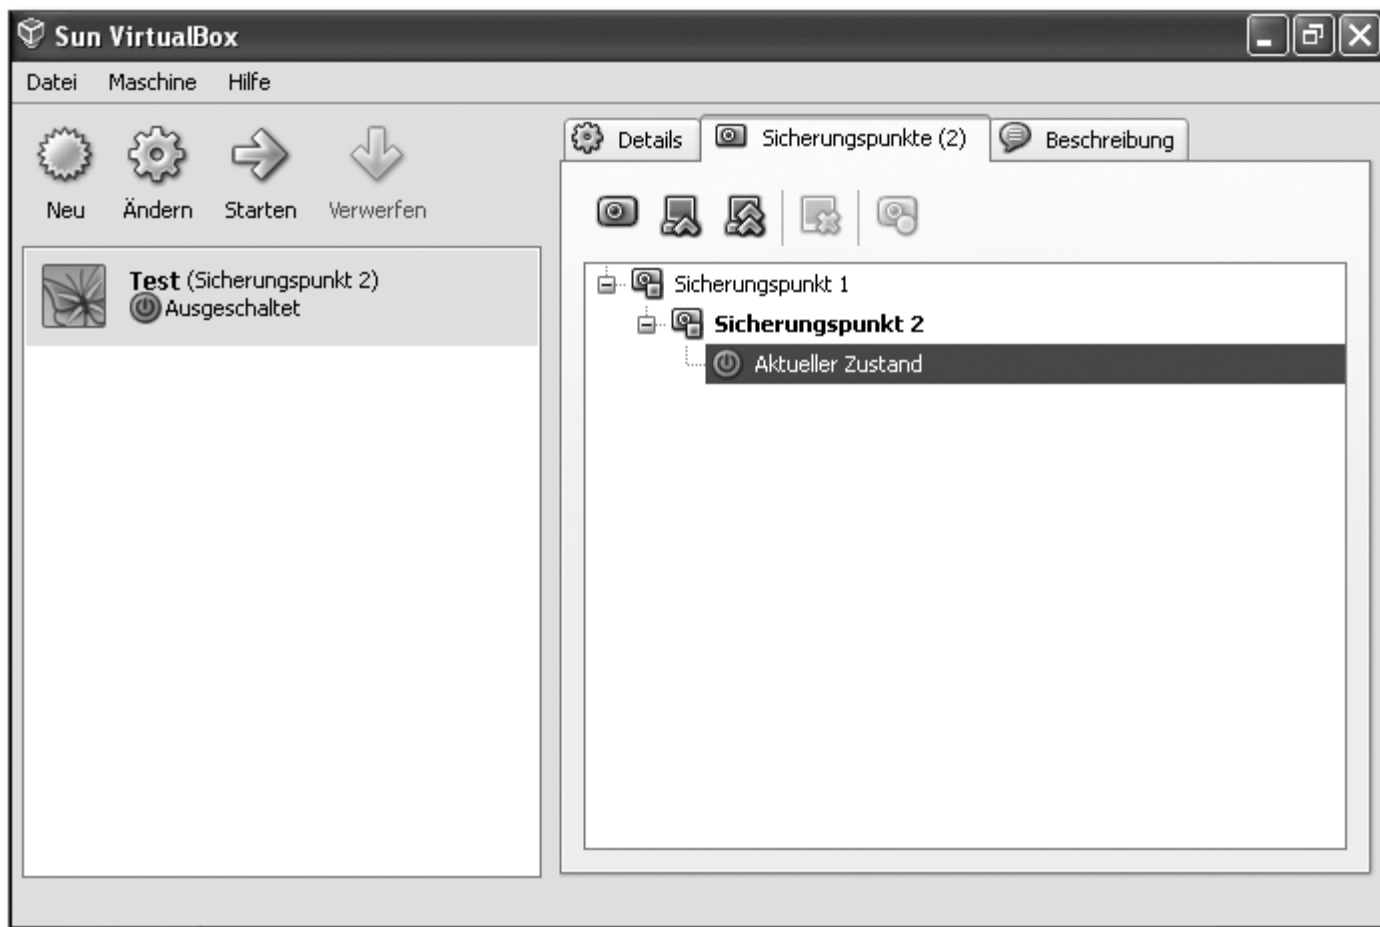 Sun VirtualBox
Datei Maschine Hilfe
Neu Ändern Starten Verwerfen
Test (Sicherungspunkt 2)
Ausgeschaltet
Details Sicherungspunkte (2) Beschreibung
Sicherungspunkt 1
Sicherungspunkt 2
Aktueller Zustand